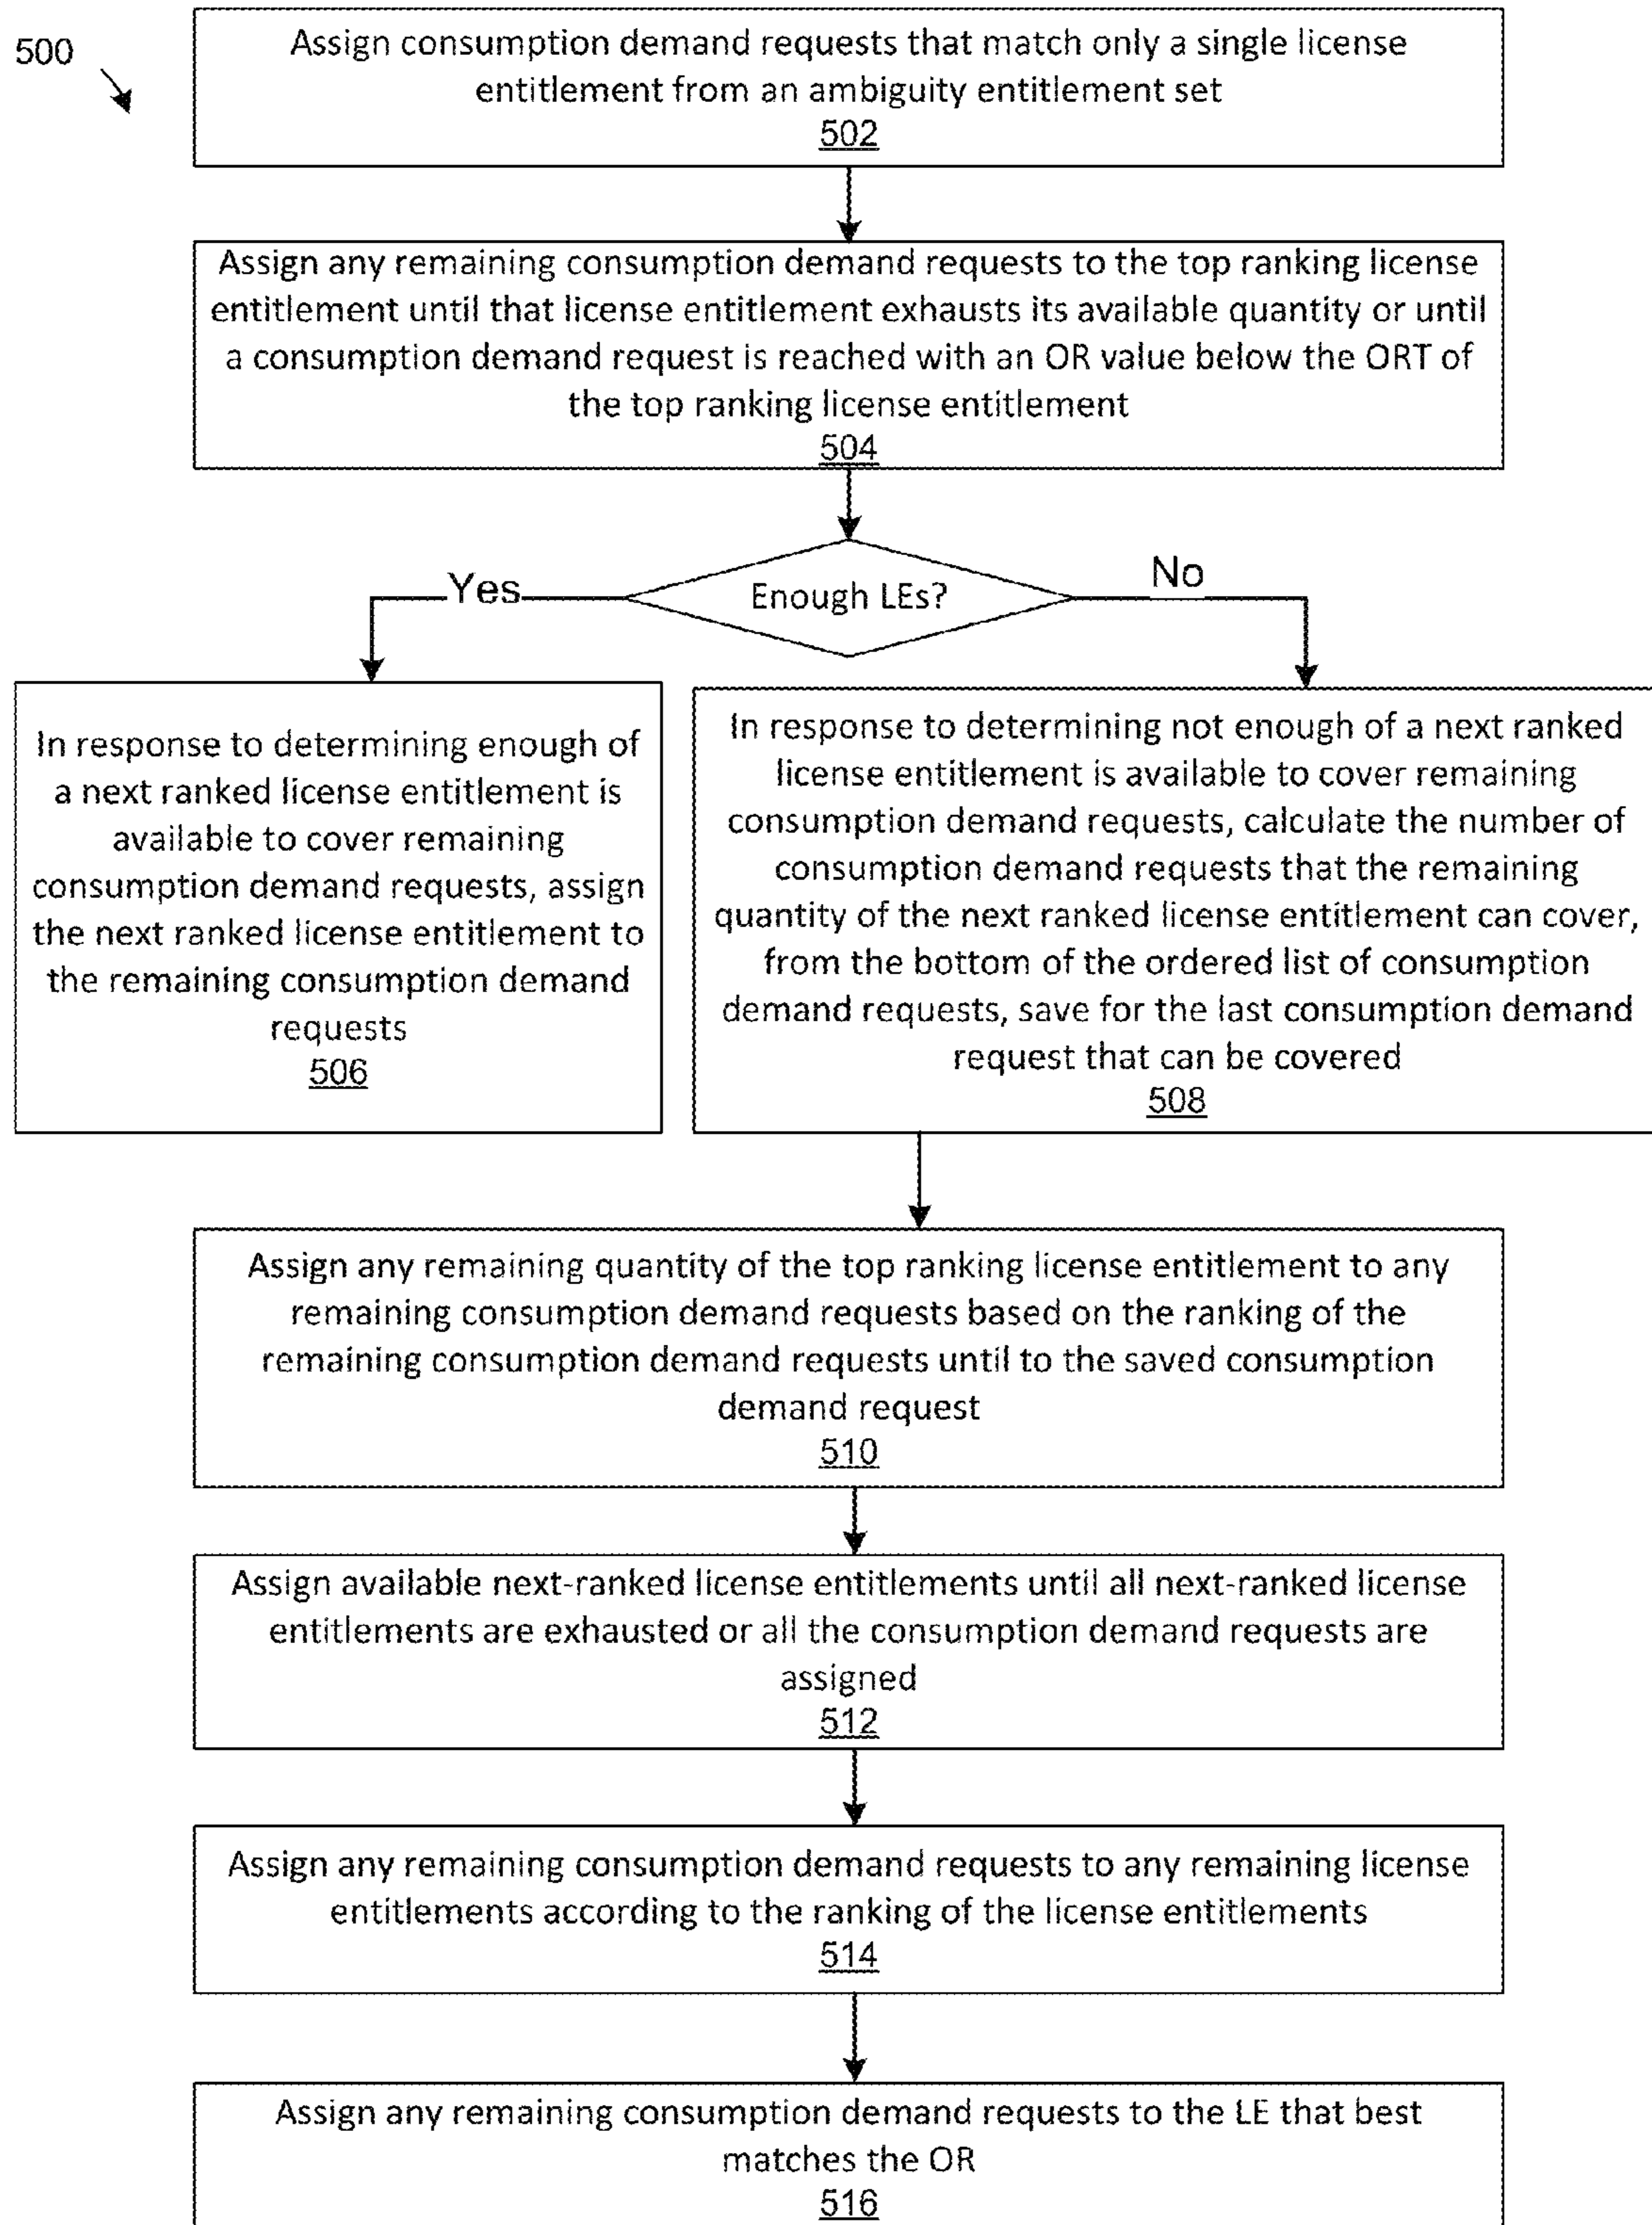 500
Assign consumption demand requests that match only a single license
entitlement from an ambiguity entitlement set
502
Assign any remaining consumption demand requests to the top ranking license
entitlement until that license entitlement exhausts its available quantity or until
a consumption demand request is reached with an OR value below the ORT of
the top ranking license entitlement
504
Enough LEs?
Yes
No
In response to determining enough of
a next ranked license entitlement is
available to cover remaining
consumption demand requests, assign
the next ranked license entitlement to
the remaining consumption demand
requests
506
In response to determining not enough of a next ranked
license entitlement is available to cover remaining
consumption demand requests, calculate the number of
consumption demand requests that the remaining
quantity of the next ranked license entitlement can cover,
from the bottom of the ordered list of consumption
demand requests, save for the last consumption demand
request that can be covered
508
Assign any remaining quantity of the top ranking license entitlement to any
remaining consumption demand requests based on the ranking of the
remaining consumption demand requests until to the saved consumption
demand request
510
Assign available next-ranked license entitlements until all next-ranked license
entitlements are exhausted or all the consumption demand requests are
assigned
512
Assign any remaining consumption demand requests to any remaining license
entitlements according to the ranking of the license entitlements
514
Assign any remaining consumption demand requests to the LE that best
matches the OR
516